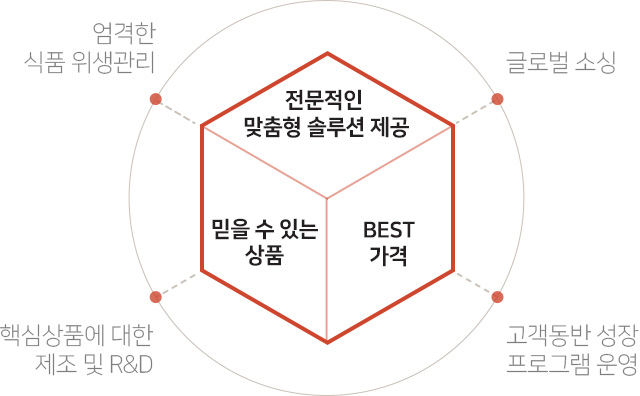 엄격한
식품 위생관리
글로벌 소싱
전문적인
맞춤형 솔루션 제공
믿을 수 있는
상품
BEST
가격
핵심상품에 대한
제조 및 R&D
고객동반 성장
프로그램 운영